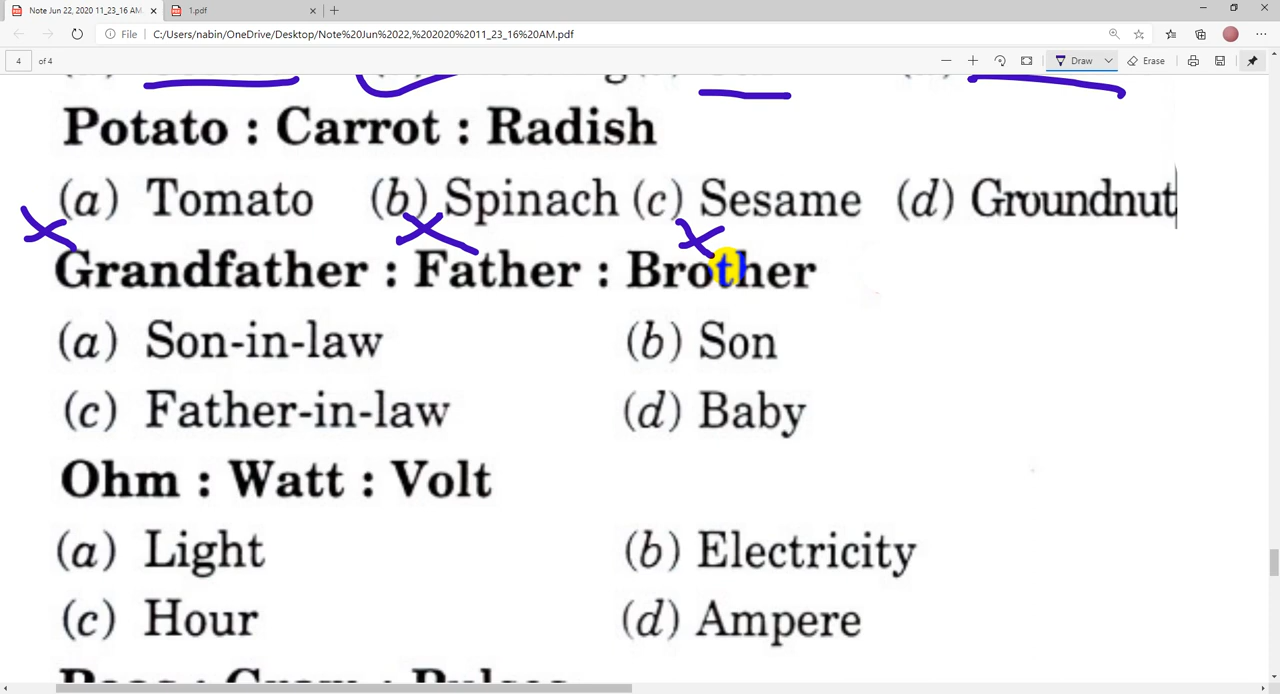 Note Jun 22, 2020 11_23_16 AM.
1.pdf
File
C:/Users/nabin/OneDrive/Desktop/Note%20Jun%2022,%202020%2011_23_16%20AM.pdf
4 of 4
Draw
Erase
Potato : Carrot : Radish
(a) Tomato (b) Spinach (c) Sesame (d) Groundnut
Grandfather : Father : Brother
(a) Son-in-law (b) Son
(c) Father-in-law (d) Baby
Ohm : Watt : Volt
(a) Light (b) Electricity
(c) Hour (d) Ampere